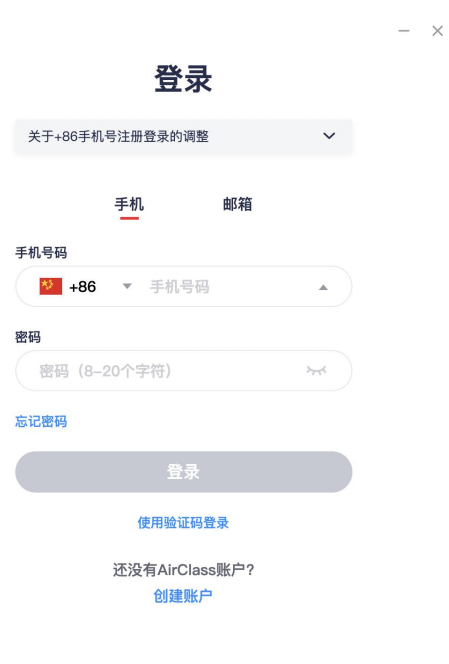 登录
关于+86手机号注册登录的调整
手机 邮箱
手机号码
+86 手机号码
密码
密码（8-20个字符）
忘记密码
登录
使用验证码登录
还没有AirClass账户?
创建账户